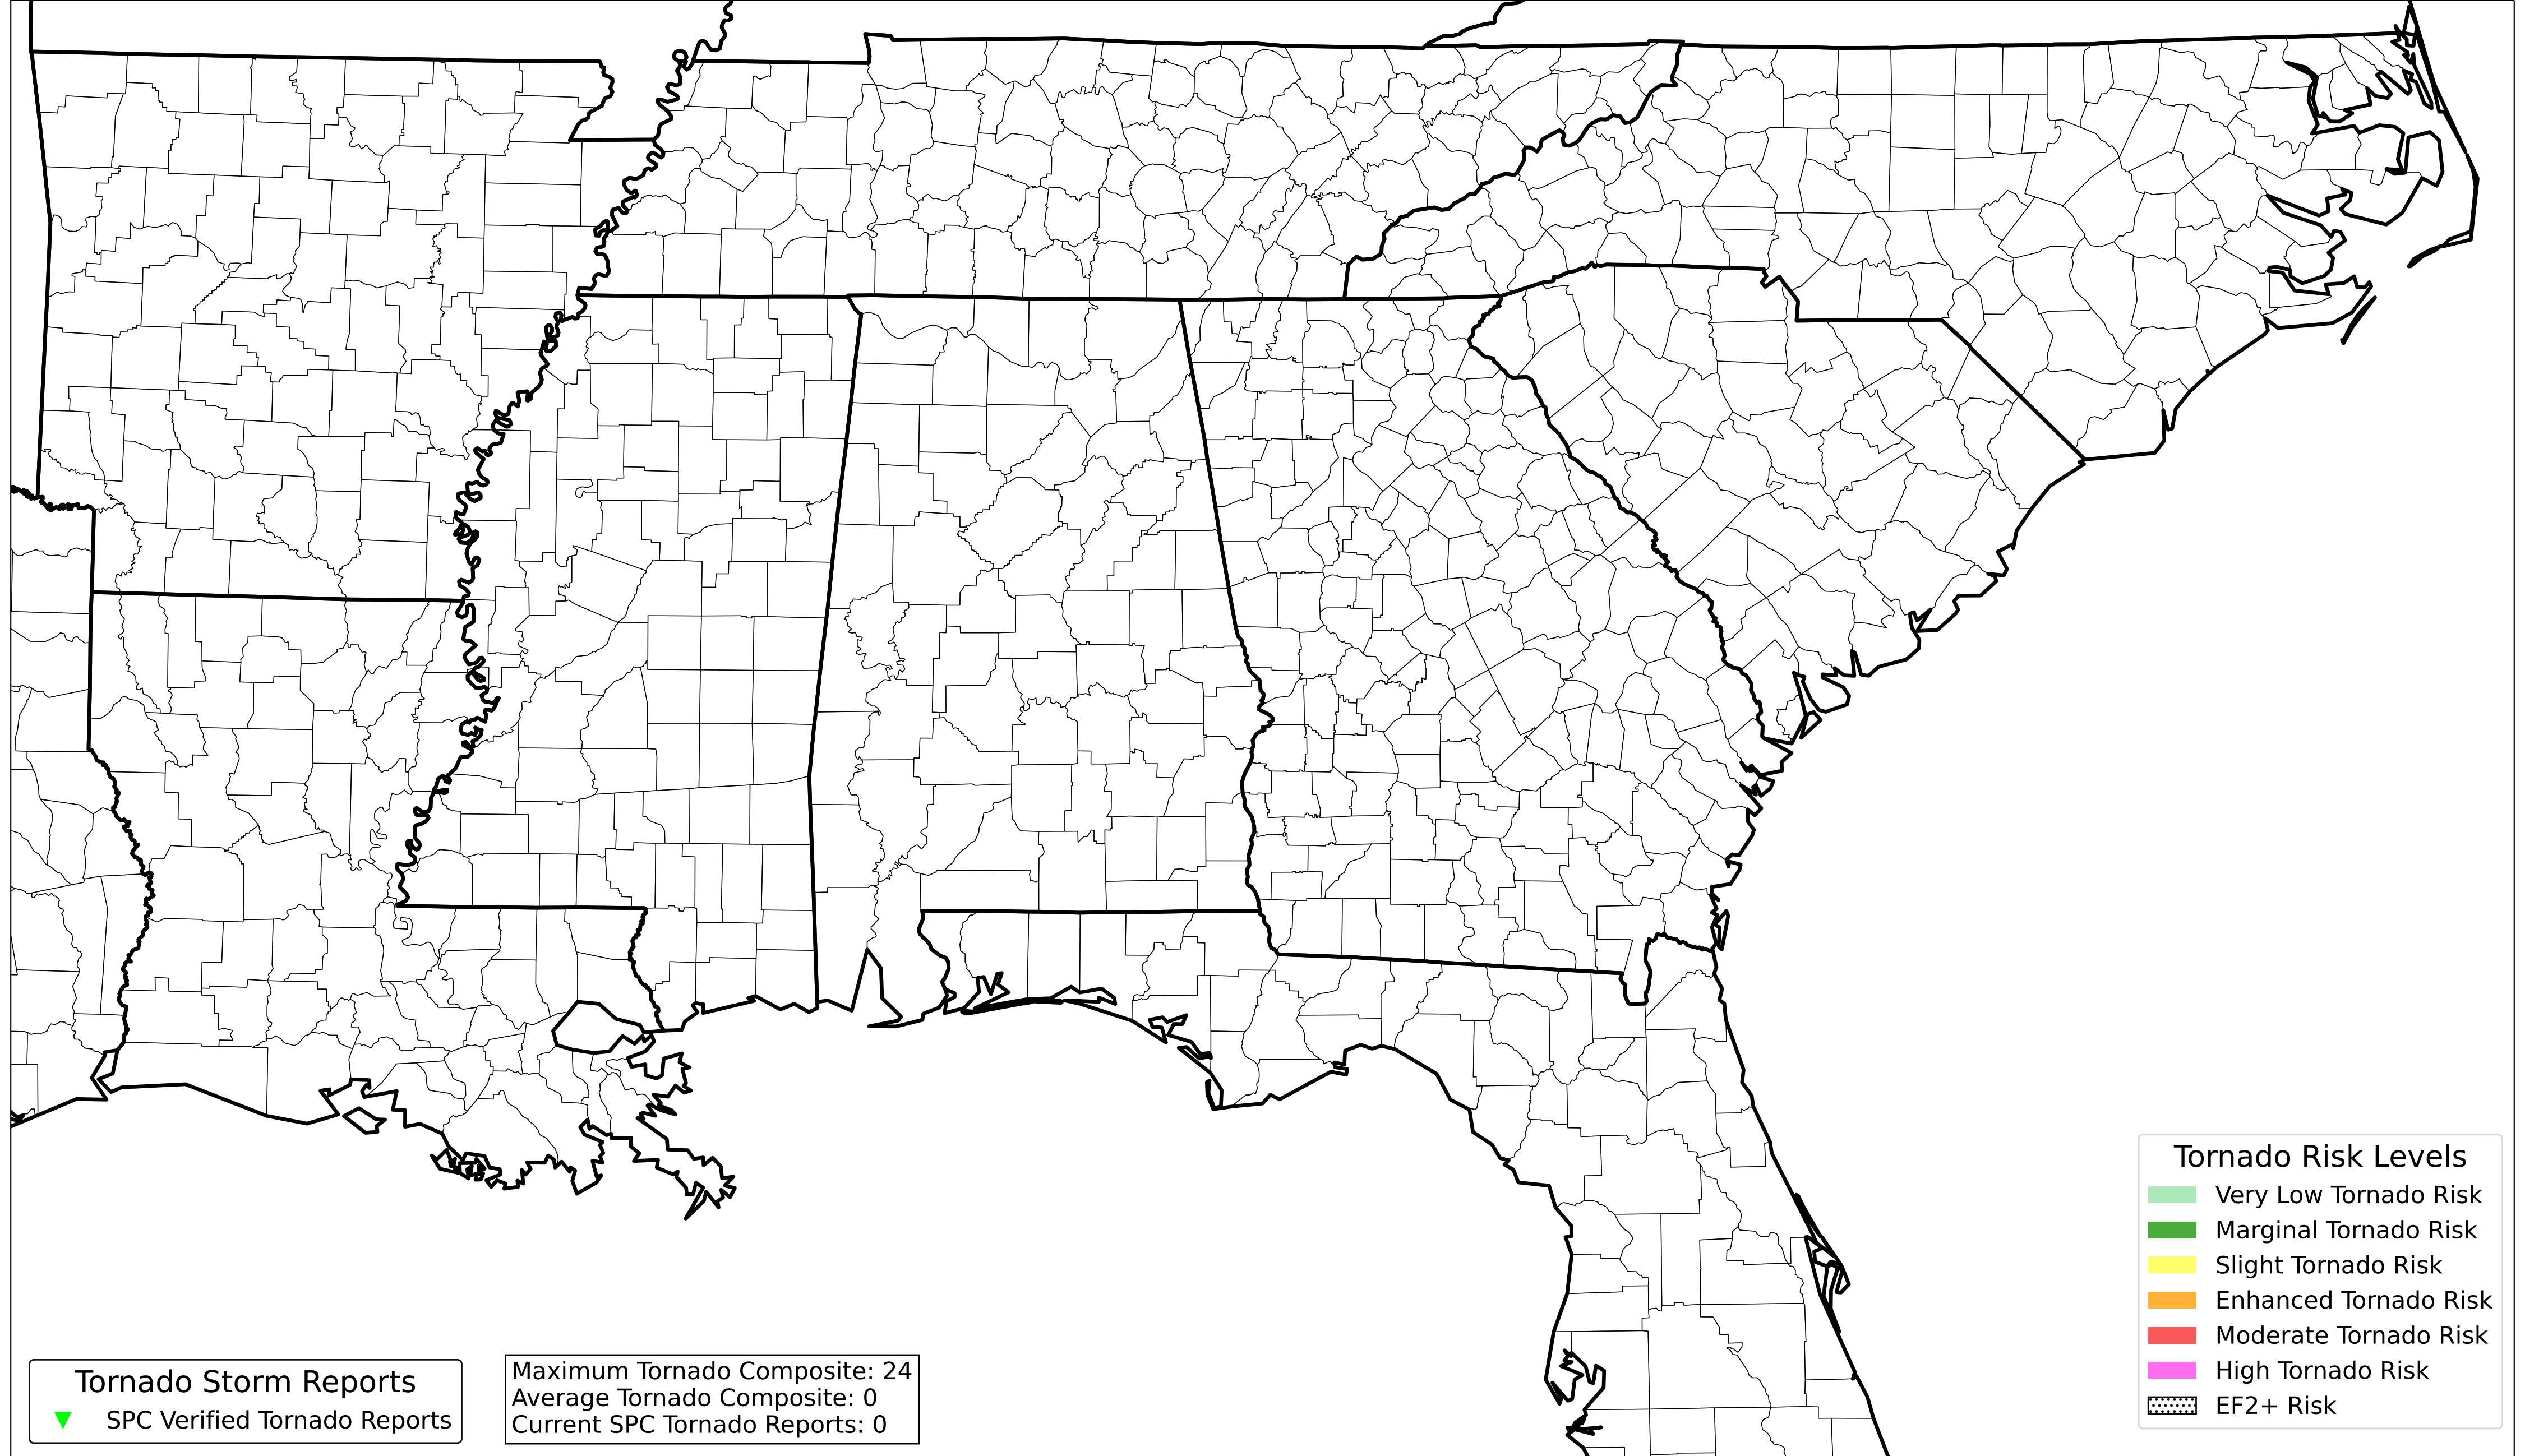 Tornado Storm Reports
SPC Verified Tornado Reports
Maximum Tornado Composite: 24
Average Tornado Composite: 0
Current SPC Tornado Reports: 0
Tornado Risk Levels
Very Low Tornado Risk
Marginal Tornado Risk
Slight Tornado Risk
Enhanced Tornado Risk
Moderate Tornado Risk
High Tornado Risk
EF2+ Risk